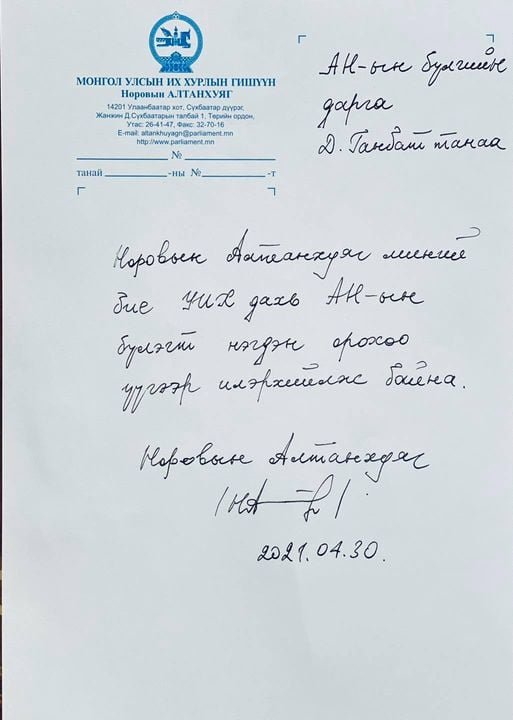 МОНГОЛ УЛСЫН ИХ ХУРЛЫН ГИШҮҮН
Норовын АЛТАНХУЯГ
14201 Улаанбаатар хот, Сүхбаатар дүүрэг,
Жанжин Д.Сүхбаатарын талбай 1, Төрийн ордон,
Утас: 26-41-47, Факс: 32-70-16
E-mail: altankhuyagn@parliament.mn
http://www.parliament.mn
№
танай -ны № -т
АН-ын бүлгийн
дарга
Д. Ганбат танаа
Норовын Алтанхуяг миний
бие УИХ дахь АН-ын
бүлэгт нэгдэн орохоо
үүгээр илэрхийлж байна.
Норовын Алтанхуяг
2021.04.30.